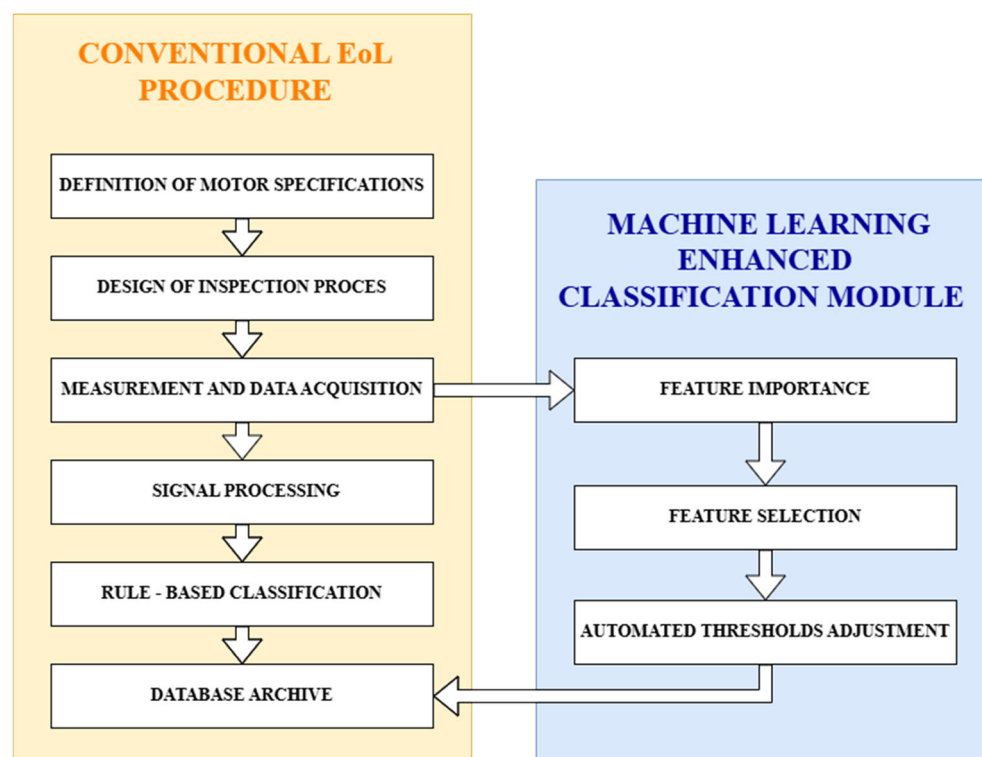 CONVENTIONAL EoL
PROCEDURE
DEFINITION OF MOTOR SPECIFICATIONS
DESIGN OF INSPECTION PROCES
MEASUREMENT AND DATA ACQUISITION
SIGNAL PROCESSING
RULE - BASED CLASSIFICATION
DATABASE ARCHIVE
MACHINE LEARNING
ENHANCED
CLASSIFICATION MODULE
FEATURE IMPORTANCE
FEATURE SELECTION
AUTOMATED THRESHOLDS ADJUSTMENT